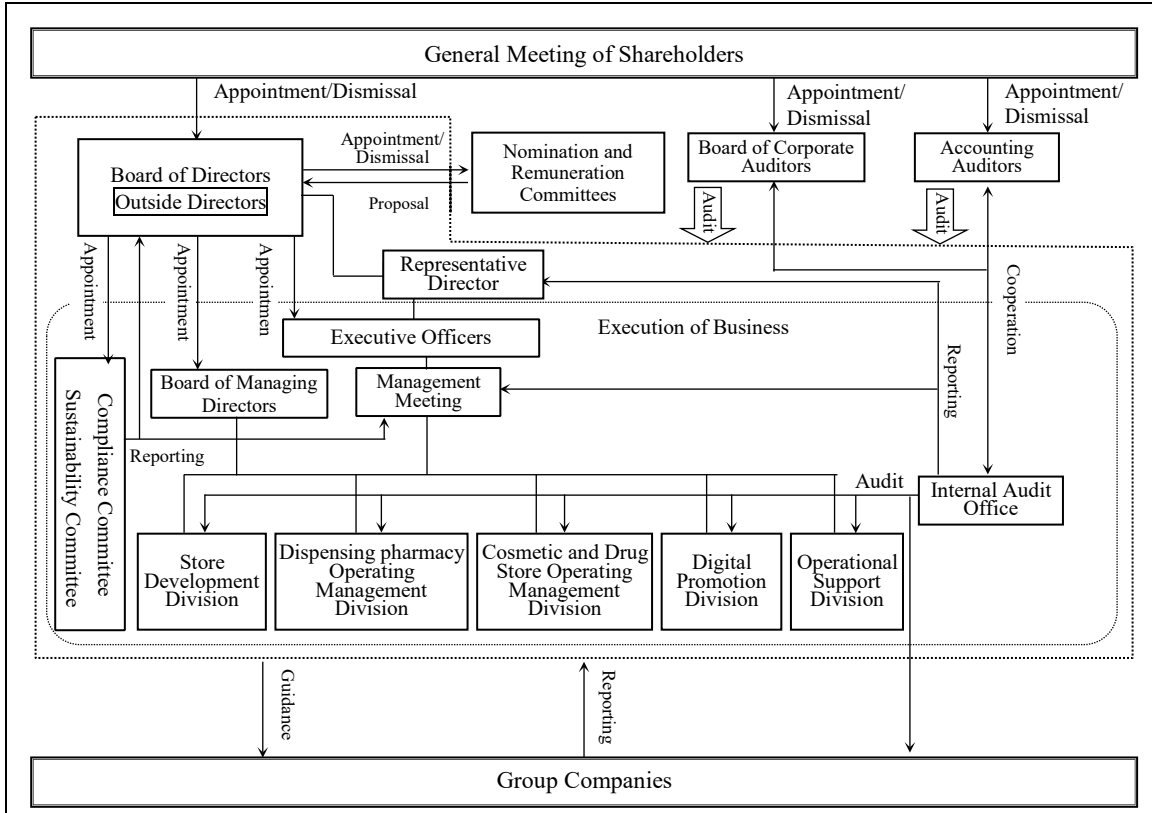 General Meeting of Shareholders
Appointment/Dismissal
Appointment/
Dismissal
Appointment/
Dismissal
Board of Directors
Outside Directors
Appointment/
Dismissal
Proposal
Nomination and
Remuneration
Committees
Board of Corporate
Auditors
Accounting
Auditors
Audit
Audit
Appointment
Appointment
Appointmen
Representative
Director
Cooperation
Execution of Business
Executive Officers
Reporting
Board of Managing
Directors
Management
Meeting
Compliance Committee
Sustainability Committee
Reporting
Audit
Internal Audit
Office
Store
Development
Division
Dispensing pharmacy
Operating
Management
Division
Cosmetic and Drug
Store Operating
Management
Division
Digital
Promotion
Division
Operational
Support
Division
Guidance
Reporting
Group Companies